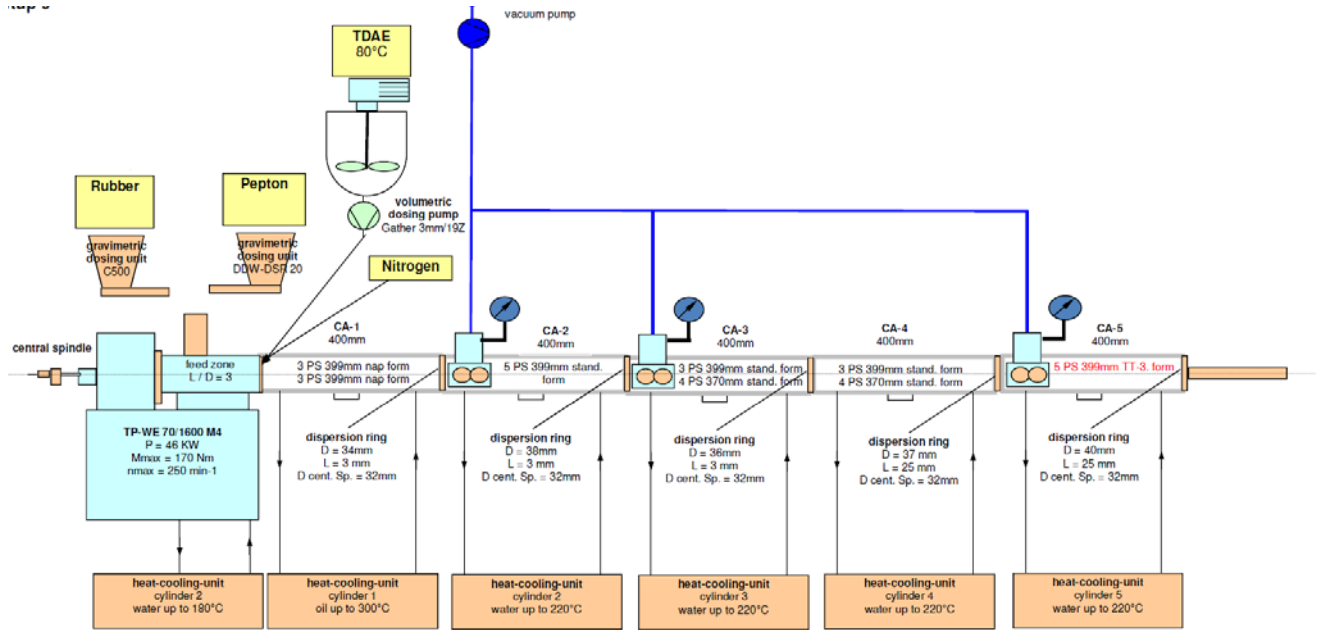 vacuum pump
TDAE
80°C
Rubber
Pepton
volumetric
dosing pump
Gather 3mm/19Z
gravimetric
dosing unit
C500
gravimetric
dosing unit
DDW-DSR 20
Nitrogen
central spindle
feed zone
L / D = 3
CA-1
400mm
3 PS 399mm nap form
3 PS 399mm nap form
CA-2
400mm
5 PS 399mm stand.
form
CA-3
400mm
3 PS 399mm stand. form
4 PS 370mm stand. form
CA-4
400mm
3 PS 399mm stand. form
4 PS 370mm stand. form
CA-5
400mm
5 PS 399mm TT-3. form
TP-WE 70/1600 M4
P = 46 KW
Mmax = 170 Nm
nmax = 250 min-1
dispersion ring
D = 34mm
L = 3 mm
D cent. Sp. = 32mm
dispersion ring
D = 38mm
L = 3 mm
D cent. Sp. = 32mm
dispersion ring
D = 36mm
L = 3 mm
D cent. Sp. = 32mm
dispersion ring
D = 37 mm
L = 25 mm
D cent. Sp. = 32mm
dispersion ring
D = 40mm
L = 25 mm
D cent. Sp. = 32mm
heat-cooling-unit
cylinder 2
water up to 180°C
heat-cooling-unit
cylinder 1
oil up to 300°C
heat-cooling-unit
cylinder 2
water up to 220°C
heat-cooling-unit
cylinder 3
water up to 220°C
heat-cooling-unit
cylinder 4
water up to 220°C
heat-cooling-unit
cylinder 5
water up to 220°C